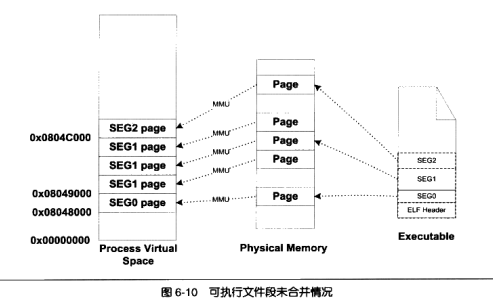 Page
MMU
SEG2 page
Page
0x0804C000
MMU
SEG1 page
Page
MMU
SEG1 page
Page
SEG2
MMU
SEG1 page
SEG1
0x08049000
SEG0 page
MMU
Page
SEG0
0x08048000
ELF Header
0x00000000
Process Virtual
Space
Physical Memory
Executable
图 6-10 可执行文件段未合并情况